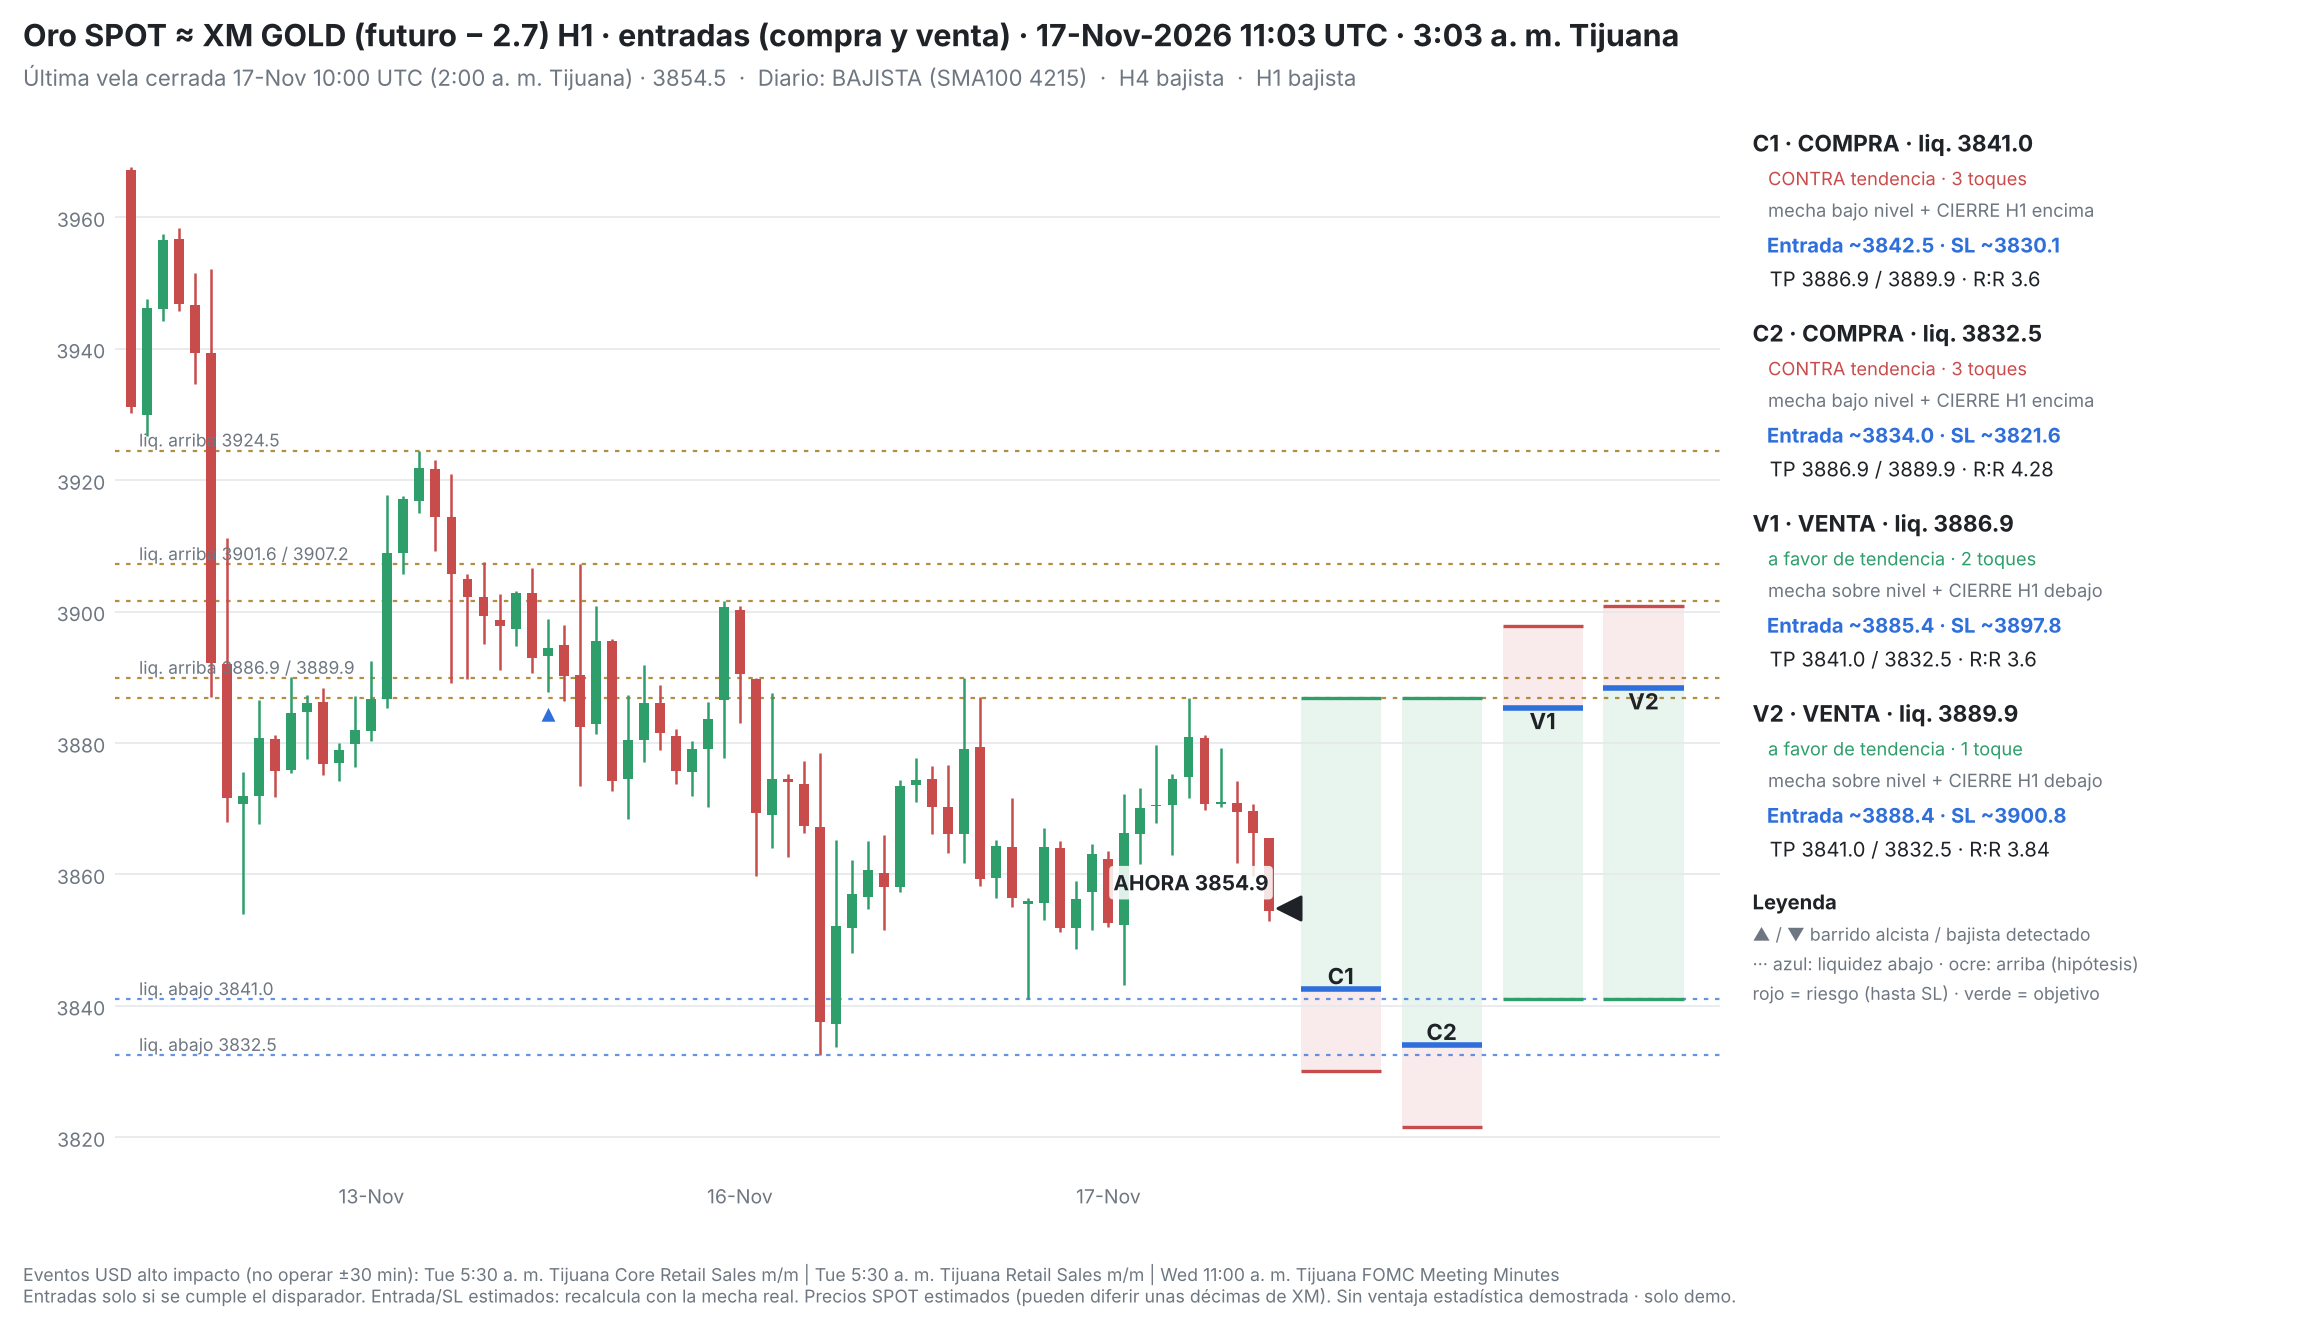 Oro SPOT ≈ XM GOLD (futuro − 2.7) H1 · entradas (compra y venta) · 17-Nov-2026 11:03 UTC · 3:03 a. m. Tijuana
Última vela cerrada 17-Nov 10:00 UTC (2:00 a. m. Tijuana) · 3854.5 · Diario: BAJISTA (SMA100 4215) · H4 bajista · H1 bajista
3960
3940
3920
3900
3880
3860
3840
3820
liq. arriba 3924.5
liq. arriba 3901.6 / 3907.2
liq. arriba 3886.9 / 3889.9
liq. abajo 3841.0
liq. abajo 3832.5
AHORA 3854.9
C1
C2
V1
V2
13-Nov
16-Nov
17-Nov
C1 · COMPRA · liq. 3841.0
CONTRA tendencia · 3 toques
mecha bajo nivel + CIERRE H1 encima
Entrada ~3842.5 · SL ~3830.1
TP 3886.9 / 3889.9 · R:R 3.6
C2 · COMPRA · liq. 3832.5
CONTRA tendencia · 3 toques
mecha bajo nivel + CIERRE H1 encima
Entrada ~3834.0 · SL ~3821.6
TP 3886.9 / 3889.9 · R:R 4.28
V1 · VENTA · liq. 3886.9
a favor de tendencia · 2 toques
mecha sobre nivel + CIERRE H1 debajo
Entrada ~3885.4 · SL ~3897.8
TP 3841.0 / 3832.5 · R:R 3.6
V2 · VENTA · liq. 3889.9
a favor de tendencia · 1 toque
mecha sobre nivel + CIERRE H1 debajo
Entrada ~3888.4 · SL ~3900.8
TP 3841.0 / 3832.5 · R:R 3.84
Leyenda
▲ / ▼ barrido alcista / bajista detectado
··· azul: liquidez abajo · ocre: arriba (hipótesis)
rojo = riesgo (hasta SL) · verde = objetivo
Eventos USD alto impacto (no operar ±30 min): Tue 5:30 a. m. Tijuana Core Retail Sales m/m | Tue 5:30 a. m. Tijuana Retail Sales m/m | Wed 11:00 a. m. Tijuana FOMC Meeting Minutes
Entradas solo si se cumple el disparador. Entrada/SL estimados: recalcula con la mecha real. Precios SPOT estimados (pueden diferir unas décimas de XM). Sin ventaja estadística demostrada · solo demo.